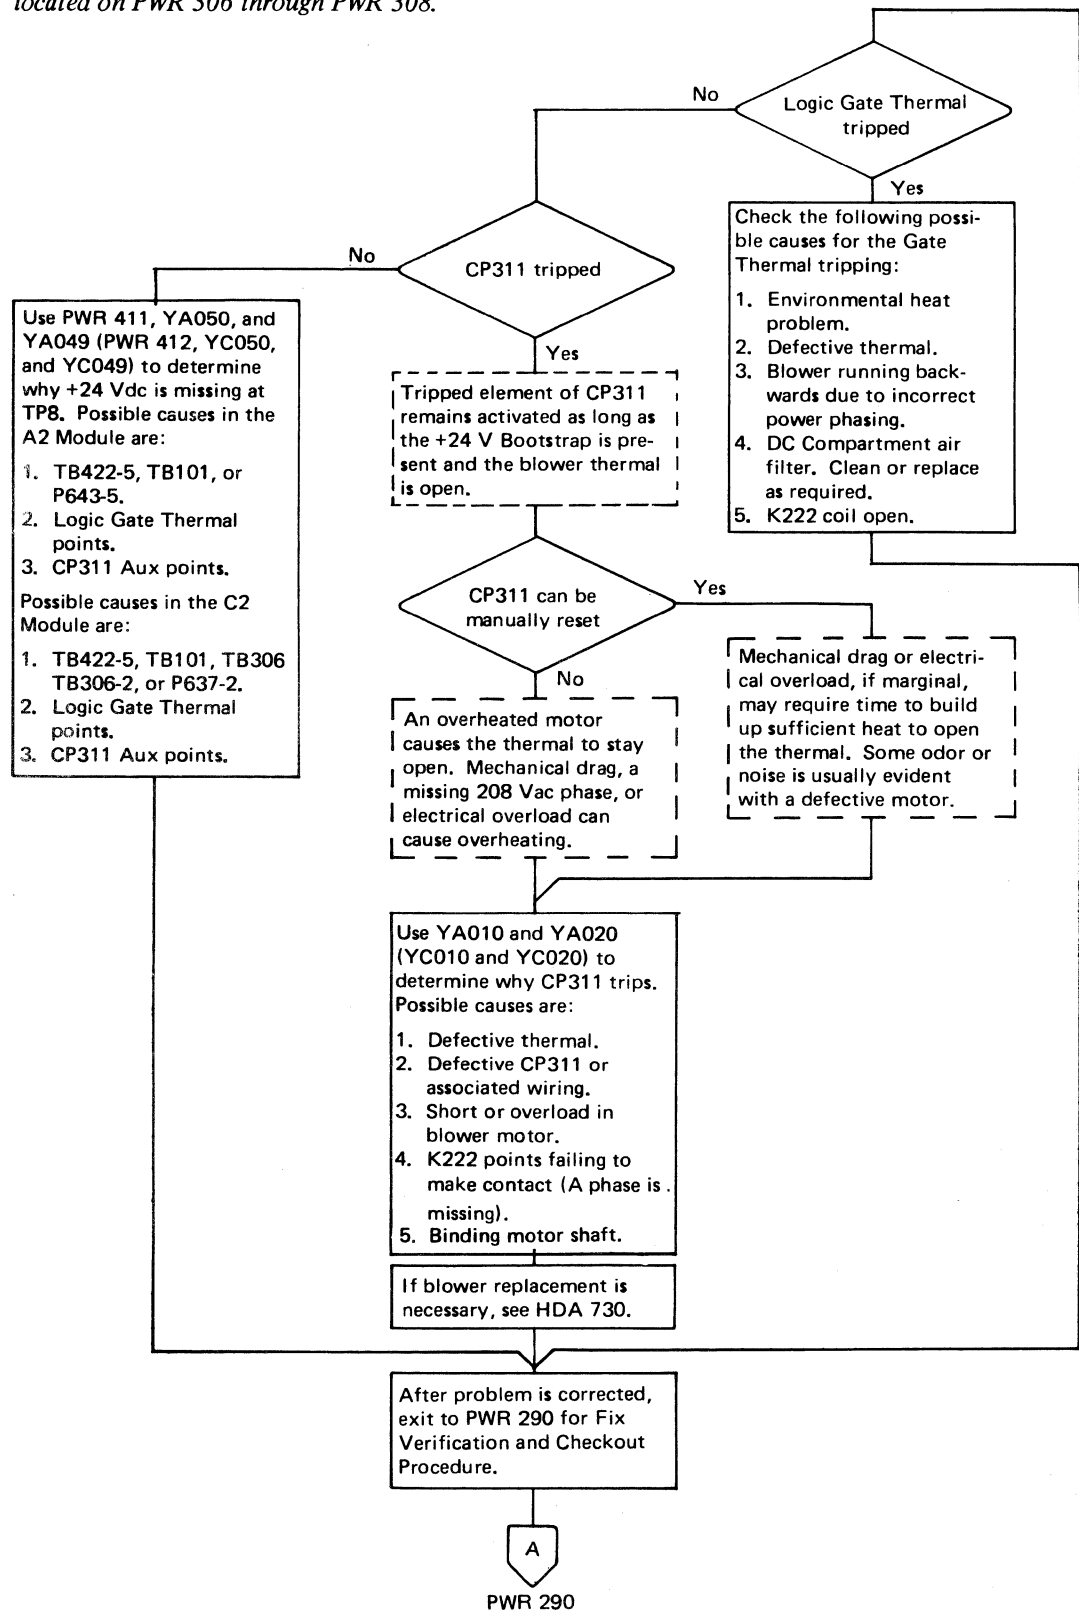 located on PWR 306 through PWR 308.
No
Logic Gate Thermal
tripped
Yes
Check the following possi-
ble causes for the Gate
Thermal tripping:
1. Environmental heat
problem.
2. Defective thermal.
3. Blower running back-
wards due to incorrect
power phasing.
4. DC Compartment air
filter. Clean or replace
as required.
5. K222 coil open.
No
CP311 tripped
Yes
Use PWR 411, YA050, and
YA049 (PWR 412, YC050,
and YC049) to determine
why +24 Vdc is missing at
TP8. Possible causes in the
A2 Module are:
1. TB422-5, TB101, or
P643-5.
2. Logic Gate Thermal
points.
3. CP311 Aux points.
Possible causes in the C2
Module are:
1. TB422-5, TB101, TB306
TB306-2, or P637-2.
2. Logic Gate Thermal
points.
3. CP311 Aux points.
Tripped element of CP311
remains activated as long as
the +24 V Bootstrap is pre-
sent and the blower thermal
is open.
CP311 can be
manually reset
Yes
No
Mechanical drag or electri-
cal overload, if marginal,
may require time to build
up sufficient heat to open
the thermal. Some odor or
noise is usually evident
with a defective motor.
An overheated motor
causes the thermal to stay
open. Mechanical drag, a
missing 208 Vac phase, or
electrical overload can
cause overheating.
Use YA010 and YA020
(YC010 and YC020) to
determine why CP311 trips.
Possible causes are:
1. Defective thermal.
2. Defective CP311 or
associated wiring.
3. Short or overload in
blower motor.
4. K222 points failing to
make contact (A phase is .
missing).
5. Binding motor shaft.
If blower replacement is
necessary, see HDA 730.
After problem is corrected,
exit to PWR 290 for Fix
Verification and Checkout
Procedure.
A
PWR 290